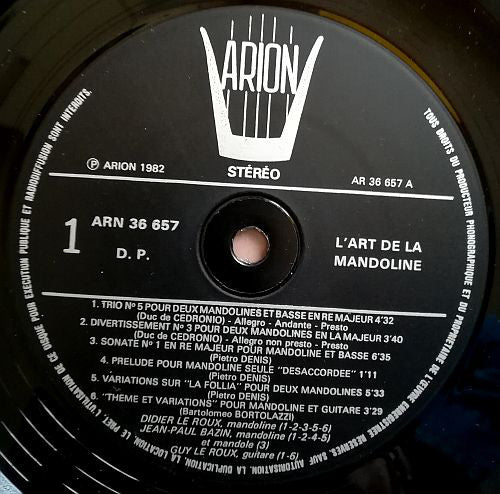 ARION
STÉRÉO
Ⓟ ARION 1982
AR 36 657 A
1
ARN 36 657
D. P.
L'ART DE LA
MANDOLINE
1. TRIO Nº 5 POUR DEUX MANDOLINES ET BASSE EN RE MAJEUR 4'32
(Duc de CEDRONIO) - Allegro - Andante - Presto
2. DIVERTISSEMENT Nº 3 POUR DEUX MANDOLINES EN LA MAJEUR 3'40
(Duc de CEDRONIO) - Allegro non presto - Presto
3. SONATE Nº 1 EN RE MAJEUR POUR MANDOLINE ET BASSE 6'35
(Pietro DENIS)
4. PRELUDE POUR MANDOLINE SEULE "DESACCORDEE" 1'11
(Pietro DENIS)
5. VARIATIONS SUR "LA FOLLIA" POUR DEUX MANDOLINES 5'33
(Pietro DENIS)
6. "THEME ET VARIATIONS" POUR MANDOLINE ET GUITARE 3'29
(Bartolomeo BORTOLAZZI)
DIDIER LE ROUX, mandoline (1-2-3-5-6)
JEAN-PAUL BAZIN, mandoline (1-2-4-5)
et mandole (3)
GUY LE ROUX, guitare (1-6)
TOUS DROITS DU PRODUCTEUR PHONOGRAPHIQUE ET DU PROPRIETAIRE DE L'ŒUVRE ENREGISTREE RESERVES. SAUF AUTORISATION, LA DUPLICATION, LA LOCATION, LE PRET, L'UTILISATION DE CE DISQUE POUR EXECUTION PUBLIQUE ET RADIODIFFUSION SONT INTERDITS.